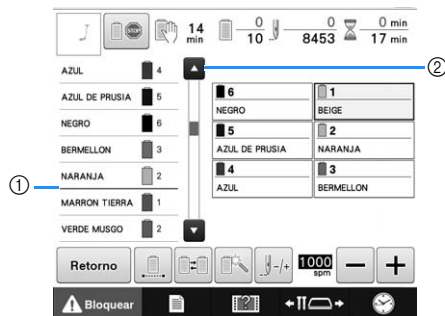 14
min
0
10
0
8453
0 min
17 min
②
AZUL 4
AZUL DE PRUSIA 5
NEGRO 6
BERMELLON 3
NARANJA 2
①
MARRON TIERRA 1
VERDE MUSGO 2
6
NEGRO
1
BEIGE
5
AZUL DE PRUSIA
2
NARANJA
4
AZUL
3
BERMELLON
Retorno
-/+
1000
spm
− +
Bloquear